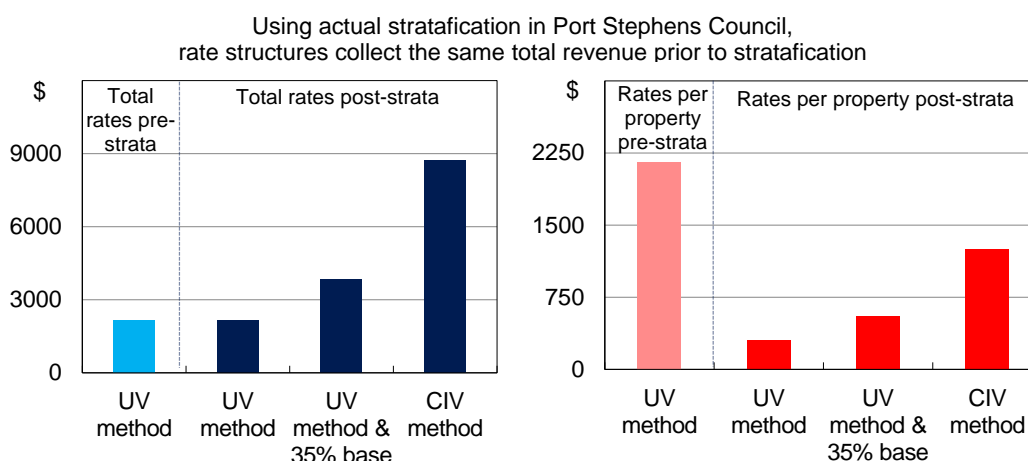 Using actual stratafication in Port Stephens Council,
rate structures collect the same total revenue prior to stratafication
$
Total
rates pre-
strata
Total rates post-strata
9000
6000
3000
0
UV
method
UV
method
UV
method &
35% base
CIV
method
$
Rates per
property
pre-strata
Rates per property post-strata
2250
1500
750
0
UV
method
UV
method
UV
method &
35% base
CIV
method